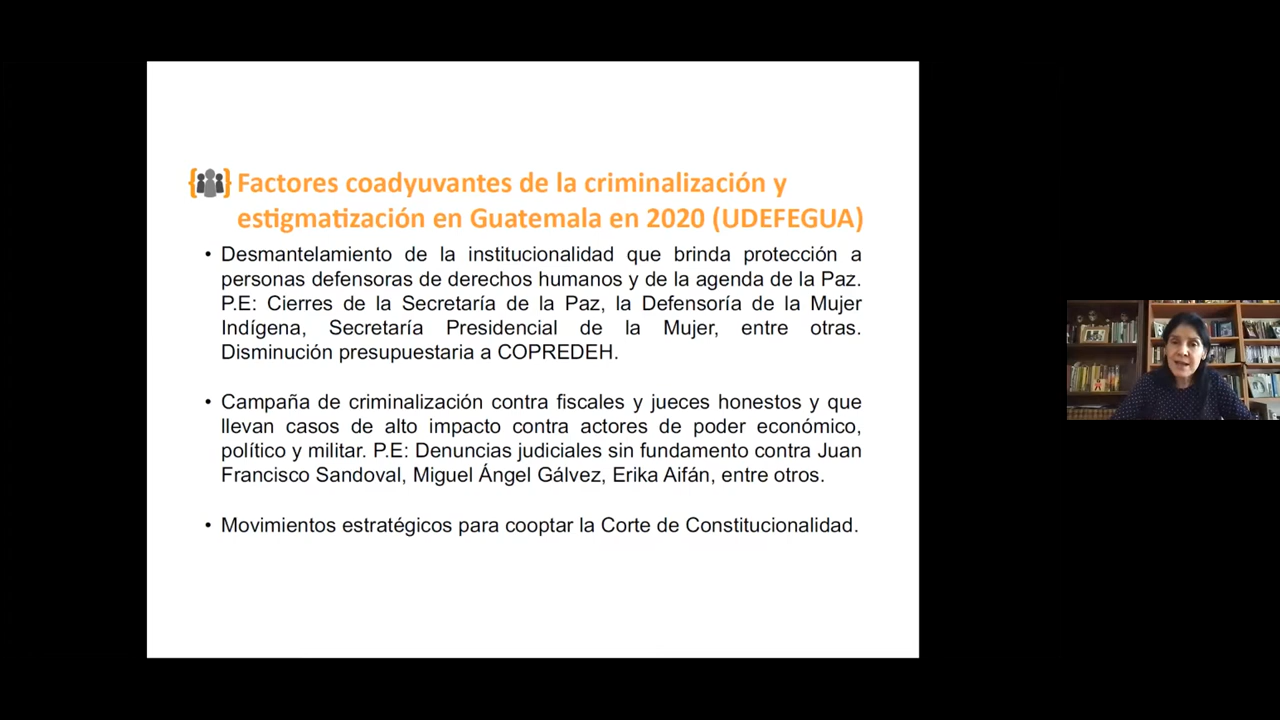 Factores coadyuvantes de la criminalización y
estigmatización en Guatemala en 2020 (UDEFEGUA)
• Desmantelamiento de la institucionalidad que brinda protección a
personas defensoras de derechos humanos y de la agenda de la Paz.
P.E: Cierres de la Secretaría de la Paz, la Defensoría de la Mujer
Indígena, Secretaría Presidencial de la Mujer, entre otras.
Disminución presupuestaria a COPREDEH.
• Campaña de criminalización contra fiscales y jueces honestos y que
llevan casos de alto impacto contra actores de poder económico,
político y militar. P.E: Denuncias judiciales sin fundamento contra Juan
Francisco Sandoval, Miguel Ángel Gálvez, Erika Aifán, entre otros.
• Movimientos estratégicos para cooptar la Corte de Constitucionalidad.